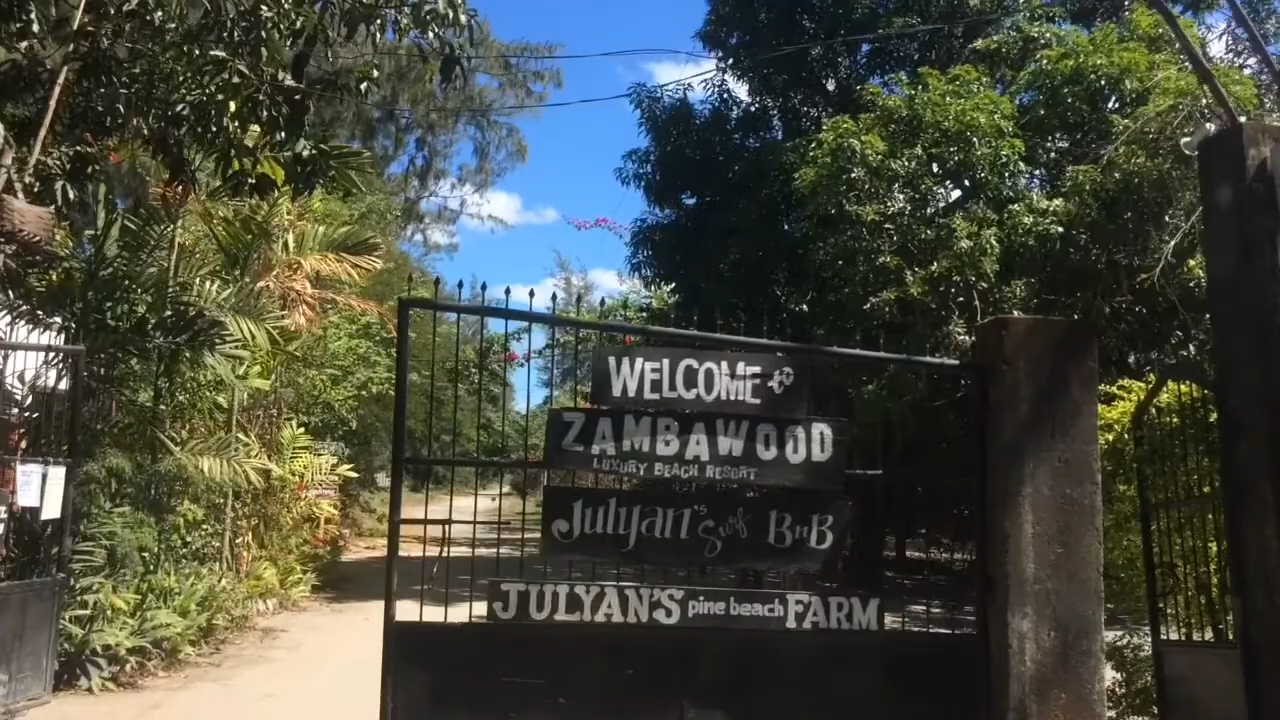 WELCOME to
ZAMBAWOOD
LUXURY BEACH RESORT
Julyan's Surf BnB
JULYAN'S pine beach FARM